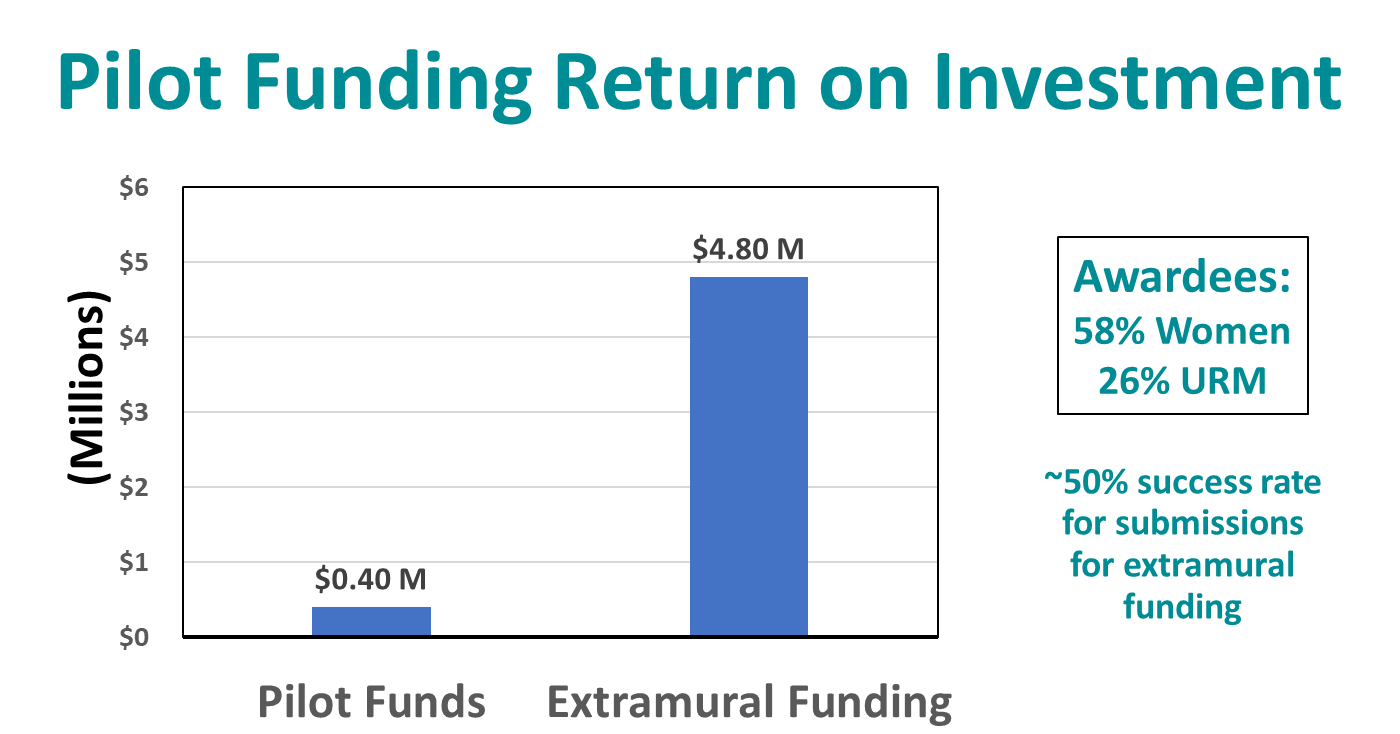 Pilot Funding Return on Investment
$6
$5
$4
$3
$2
$1
$0
(Millions)
$0.40 M
$4.80 M
Pilot Funds
Extramural Funding
Awardees:
58% Women
26% URM
~50% success rate
for submissions
for extramural
funding